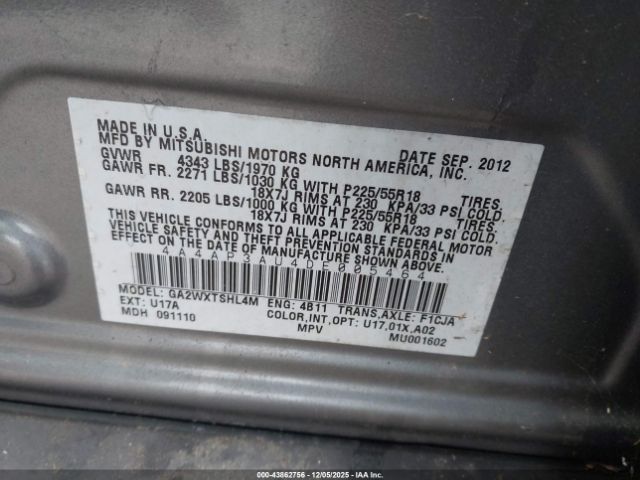 MADE IN U.S.A. DATE SEP. 2012
MFD BY MITSUBISHI MOTORS NORTH AMERICA, INC.
GVWR 4343 LBS/1970 KG
GAWR FR. 2271 LBS/1030 KG WITH P225/55R18 TIRES.
18X7J RIMS AT 230 KPA/33 PSI COLD.
GAWR RR. 2205 LBS/1000 KG WITH P225/55R18 TIRES.
18X7J RIMS AT 230 KPA/33 PSI COLD.
THIS VEHICLE CONFORMS TO ALL APPLICABLE FEDERAL MOTOR
VEHICLE SAFETY AND THEFT PREVENTION STANDARDS IN
EFFECT ON THE DATE OF MANUFACTURE SHOWN ABOVE.
4A4AP3AU4DE005464
MODEL: GA2WXTSHL4M ENG: 4B11 TRANS,AXLE: F1CJA
EXT: U17A COLOR,INT,OPT: U17,01X,A02
MDH 091110 MPV MU001602
000-43862756 - 12/05/2025 - IAA Inc.